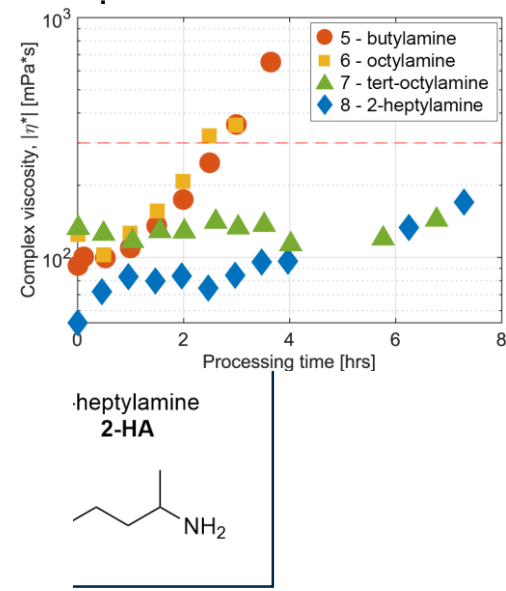 10³
5 - butylamine
6 - octylamine
7 - tert-octylamine
8 - 2-heptylamine
Complex viscosity, |η*| [mPa*s]
10²
0 2 4 6 8
Processing time [hrs]
-heptylamine
2-HA
NH₂